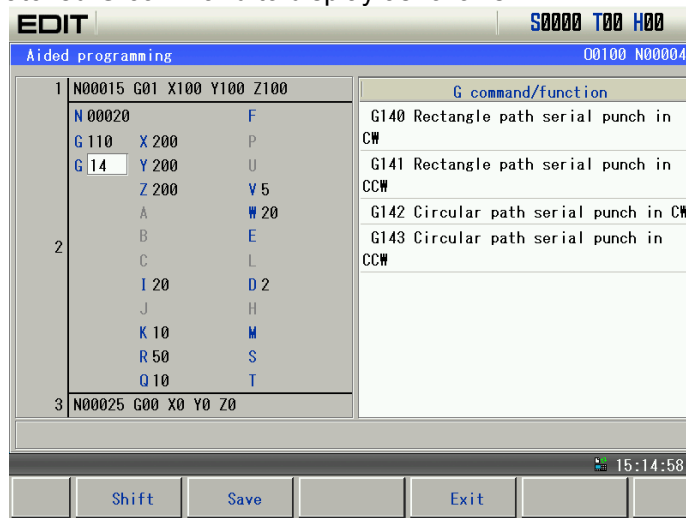 EDIT S0000 T00 H00
Aided programming O0100 N00004
1 N00015 G01 X100 Y100 Z100
G command/function
N 00020 F
G 110 X 200 P
G 14 Y 200 U
Z 200 V 5
A W 20
B E
2
C L
I 20 D 2
J H
K 10 M
R 50 S
Q 10 T
3 N00025 G00 X0 Y0 Z0
G140 Rectangle path serial punch in
CW
G141 Rectangle path serial punch in
CCW
G142 Circular path serial punch in CW
G143 Circular path serial punch in
CCW
15:14:58
Shift Save Exit